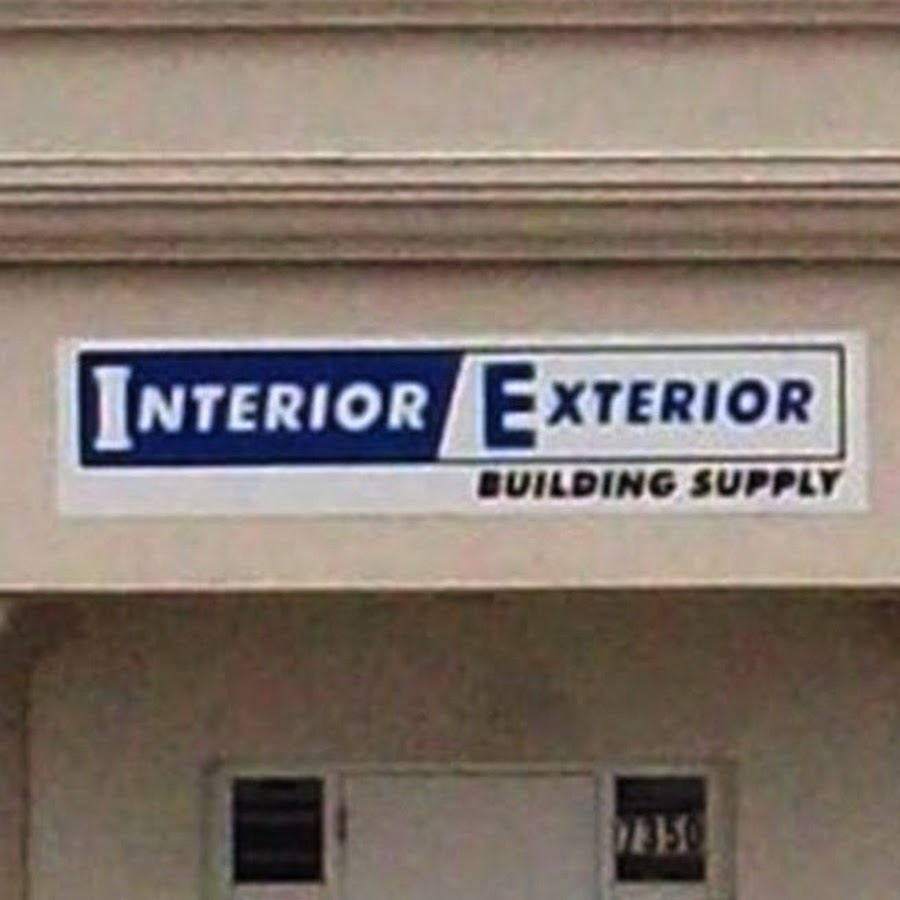 INTERIOR / EXTERIOR
BUILDING SUPPLY
7350